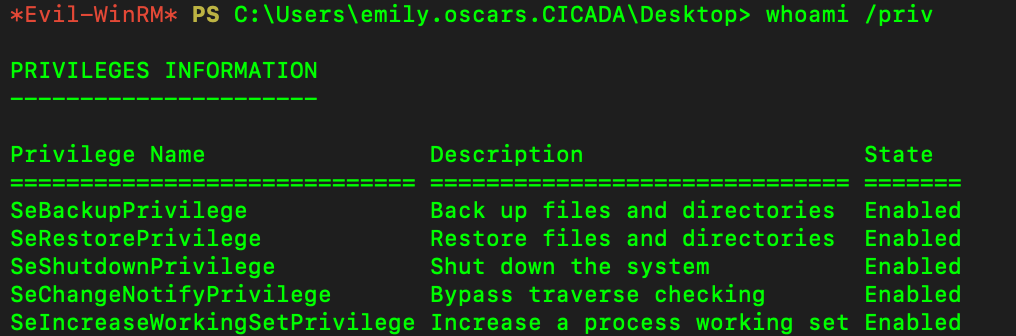 *Evil-WinRM* PS C:\Users\emily.oscars.CICADA\Desktop> whoami /priv
PRIVILEGES INFORMATION
----------------------
Privilege Name                Description                    State
============================= ============================== =======
SeBackupPrivilege             Back up files and directories  Enabled
SeRestorePrivilege            Restore files and directories  Enabled
SeShutdownPrivilege           Shut down the system           Enabled
SeChangeNotifyPrivilege       Bypass traverse checking       Enabled
SeIncreaseWorkingSetPrivilege Increase a process working set Enabled